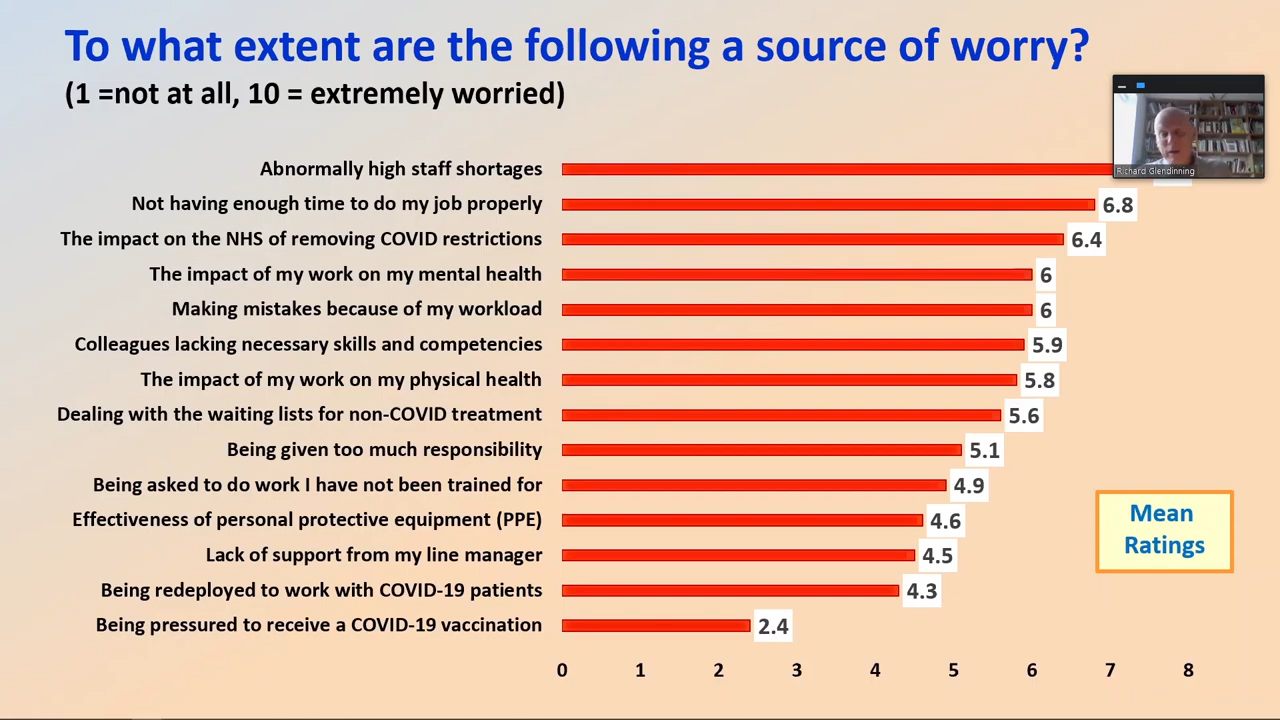 To what extent are the following a source of worry?
(1 =not at all, 10 = extremely worried)
Richard Glendinning
Abnormally high staff shortages
Not having enough time to do my job properly 6.8
The impact on the NHS of removing COVID restrictions 6.4
The impact of my work on my mental health 6
Making mistakes because of my workload 6
Colleagues lacking necessary skills and competencies 5.9
The impact of my work on my physical health 5.8
Dealing with the waiting lists for non-COVID treatment 5.6
Being given too much responsibility 5.1
Being asked to do work I have not been trained for 4.9
Effectiveness of personal protective equipment (PPE) 4.6
Lack of support from my line manager 4.5
Being redeployed to work with COVID-19 patients 4.3
Being pressured to receive a COVID-19 vaccination 2.4
Mean
Ratings
0 1 2 3 4 5 6 7 8